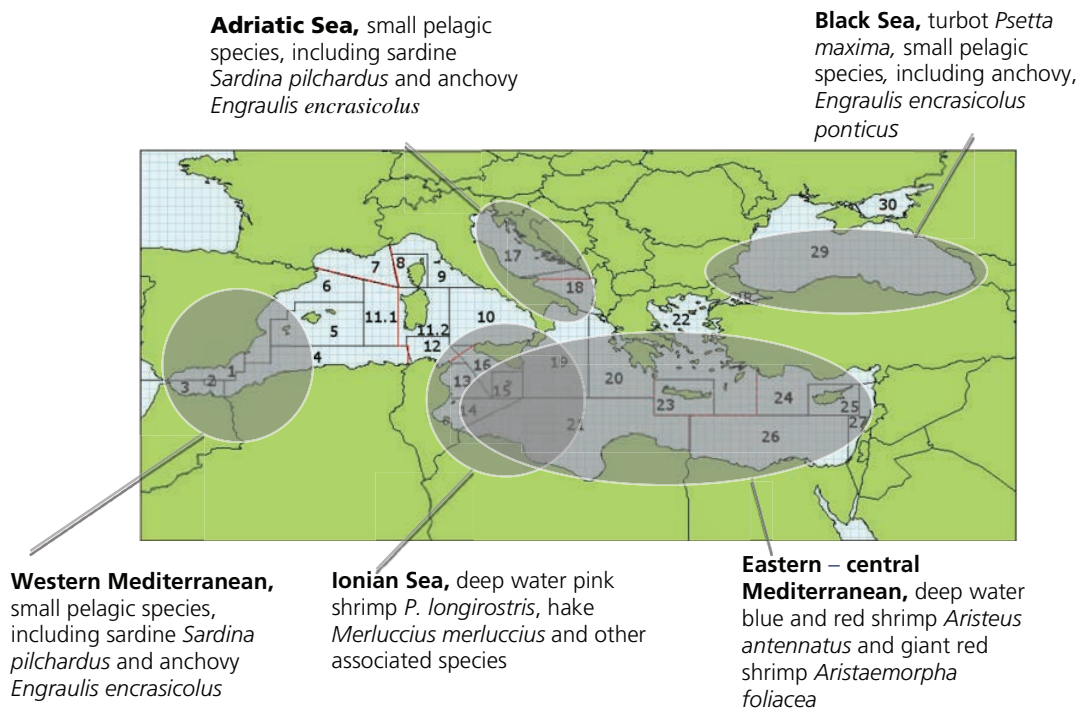 Adriatic Sea, small pelagic
species, including sardine
Sardina pilchardus and anchovy
Engraulis encrasicolus
Black Sea, turbot Psetta
maxima, small pelagic
species, including anchovy,
Engraulis encrasicolus
ponticus
30
29
17
18
7
8
9
6
5
11.1
11.2
10
12
22
4
1
2
3
16
13
15
14
19
20
21
23
24
25
26
27
Western Mediterranean,
small pelagic species,
including sardine Sardina
pilchardus and anchovy
Engraulis encrasicolus
Ionian Sea, deep water pink
shrimp P. longirostris, hake
Merluccius merluccius and other
associated species
Eastern – central
Mediterranean, deep water
blue and red shrimp Aristeus
antennatus and giant red
shrimp Aristaemorpha
foliacea